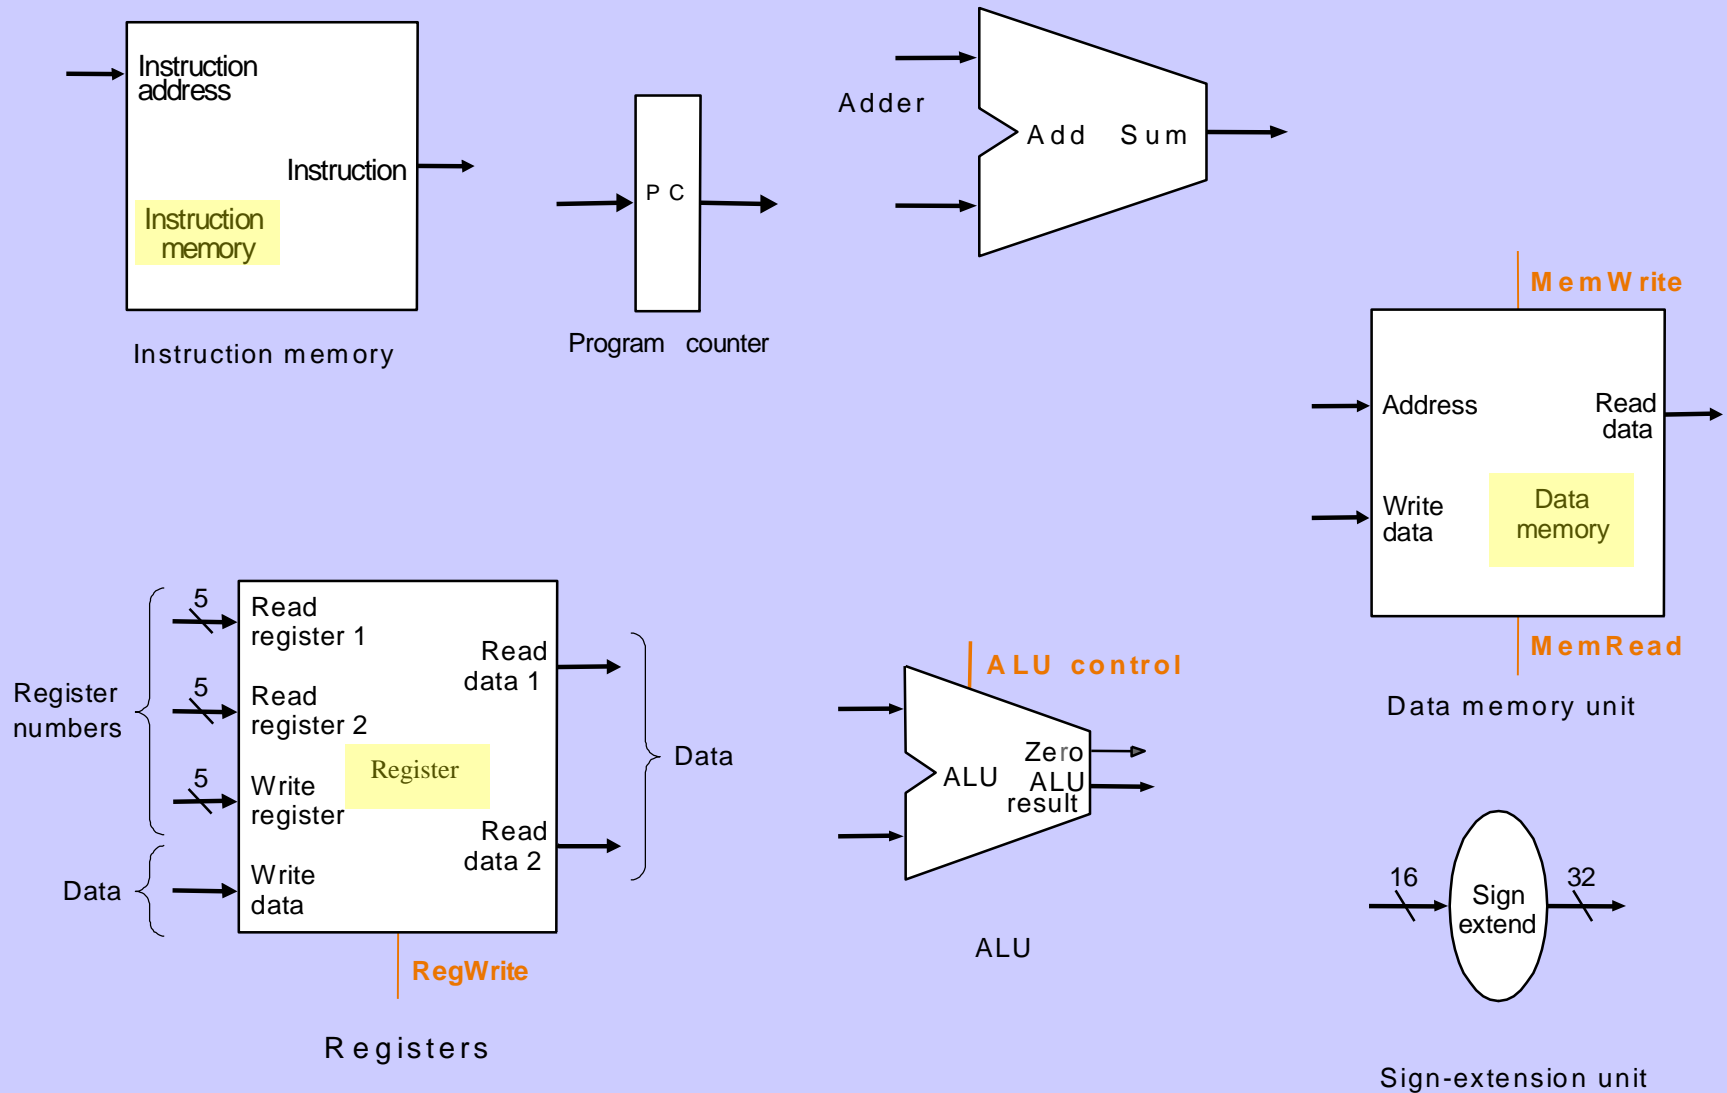 Instruction
address
Instruction
Instruction
memory
Instruction memory
PC
Program counter
Adder
Add Sum
MemWrite
Address
Read
data
Write
data
Data
memory
MemRead
Data memory unit
Register
numbers
5
Read
register 1
5
Read
register 2
5
Write
register
Data
Write
data
Register
Read
data 1
Read
data 2
Data
RegWrite
Registers
ALU control
Zero
ALU
ALU
result
ALU
16
Sign
extend
32
Sign-extension unit